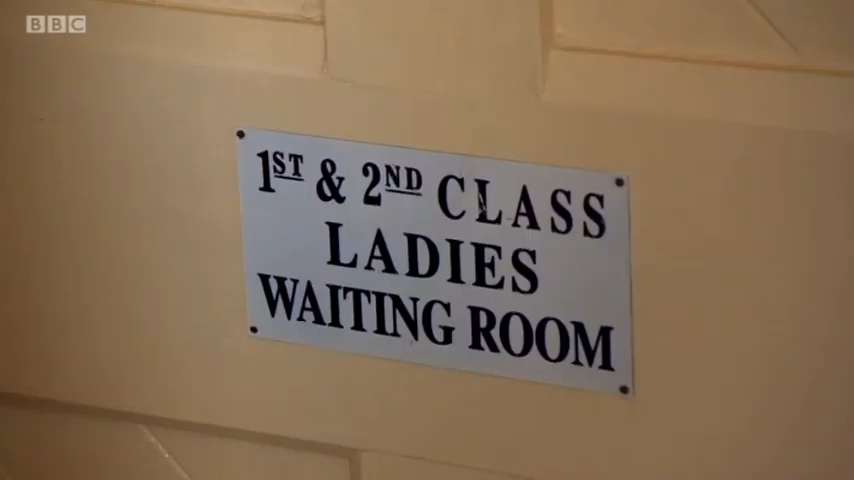 BBC
1ST & 2ND CLASS
LADIES
WAITING ROOM